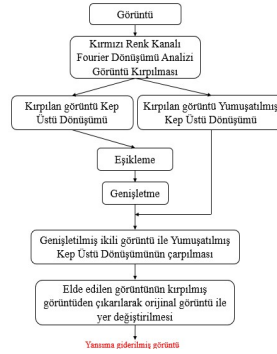 Görüntü
Kırmızı Renk Kanalı
Fourier Dönüşümü Analizi
Görüntü Kırpılması
Kırpılan görüntü Kep
Üstü Dönüşümü
Kırpılan görüntü Yumuşatılmış
Kep Üstü Dönüşümü
Eşikleme
Genişletme
Genişletilmiş ikili görüntü ile Yumuşatılmış
Kep Üstü Dönüşümünün çarpılması
Elde edilen görüntünün kırpılmış
görüntüden çıkarılarak orijinal görüntü ile
yer değiştirilmesi
Yansıma giderilmiş görüntü